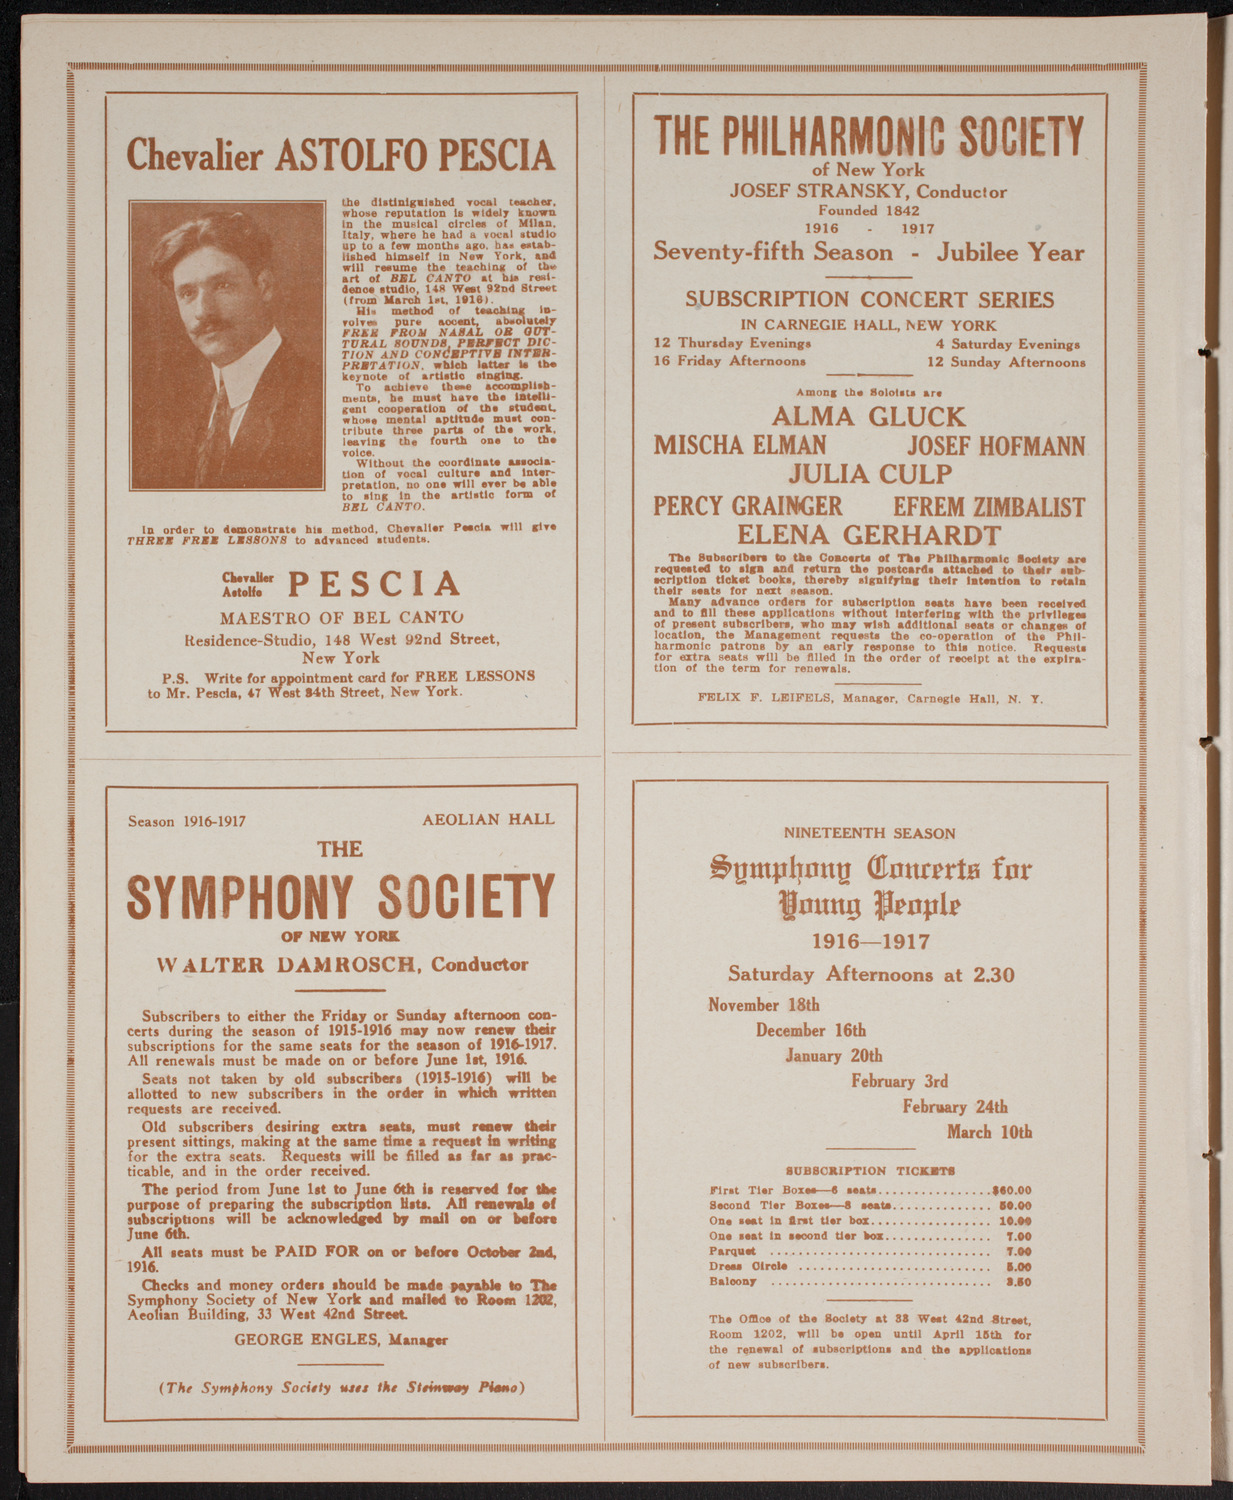 Chevalier ASTOLFO PESCIA
the distinguished vocal teacher,
whose reputation is widely known
in the musical circles of Milan,
Italy, where he had a vocal studio
up to a few months ago, has estab-
lished himself in New York, and
will resume the teaching of the
art of BEL CANTO at his resi-
dence studio, 148 West 92nd Street
(from March 1st, 1916).
His method of teaching in-
volves pure accent, absolutely
FREE FROM NASAL OR GUT-
TURAL SOUNDS, PERFECT DIC-
TION AND CONCEPTIVE INTER-
PRETATION, which latter is the
keynote of artistic singing.
To achieve these accomplish-
ments, he must have the intelli-
gent cooperation of the student,
whose mental aptitude must con-
tribute three parts of the work,
leaving the fourth one to the
voice.
Without the coordinate associa-
tion of vocal culture and inter-
pretation, no one will ever be able
to sing in the artistic form of
BEL CANTO.
In order to demonstrate his method, Chevalier Pescia will give
THREE FREE LESSONS to advanced students.
Chevalier
Astolfo PESCIA
MAESTRO OF BEL CANTO
Residence-Studio, 148 West 92nd Street,
New York
P.S. Write for appointment card for FREE LESSONS
to Mr. Pescia, 47 West 84th Street, New York.
THE PHILHARMONIC SOCIETY
of New York
JOSEF STRANSKY, Conductor
Founded 1842
1916 - 1917
Seventy-fifth Season - Jubilee Year
SUBSCRIPTION CONCERT SERIES
IN CARNEGIE HALL, NEW YORK
12 Thursday Evenings 4 Saturday Evenings
16 Friday Afternoons 12 Sunday Afternoons
Among the Soloists are
ALMA GLUCK
MISCHA ELMAN JOSEF HOFMANN
JULIA CULP
PERCY GRAINGER EFREM ZIMBALIST
ELENA GERHARDT
The Subscribers to the Concerts of The Philharmonic Society are
requested to sign and return the postcards attached to their sub-
scription ticket books, thereby signifying their intention to retain
their seats for next season.
Many advance orders for subscription seats have been received
and to fill these applications without interfering with the privileges
of present subscribers, who may wish additional seats or changes of
location, the Management requests the co-operation of the Phil-
harmonic patrons by an early response to this notice. Requests
for extra seats will be filled in the order of receipt at the expira-
tion of the term for renewals.
FELIX F. LEIFELS, Manager, Carnegie Hall, N. Y.
Season 1916-1917 AEOLIAN HALL
THE
SYMPHONY SOCIETY
OF NEW YORK
WALTER DAMROSCH, Conductor
Subscribers to either the Friday or Sunday afternoon con-
certs during the season of 1915-1916 may now renew their
subscriptions for the same seats for the season of 1916-1917.
All renewals must be made on or before June 1st, 1916.
Seats not taken by old subscribers (1915-1916) will be
allotted to new subscribers in the order in which written
requests are received.
Old subscribers desiring extra seats, must renew their
present sittings, making at the same time a request in writing
for the extra seats. Requests will be filled as far as prac-
ticable, and in the order received.
The period from June 1st to June 6th is reserved for the
purpose of preparing the subscription lists. All renewals of
subscriptions will be acknowledged by mail on or before
June 6th.
All seats must be PAID FOR on or before October 2nd,
1916.
Checks and money orders should be made payable to The
Symphony Society of New York and mailed to Room 1202,
Aeolian Building, 33 West 42nd Street.
GEORGE ENGLES, Manager
(The Symphony Society uses the Steinway Piano)
NINETEENTH SEASON
Symphony Concerts for
Young People
1916—1917
Saturday Afternoons at 2.30
November 18th
December 16th
January 20th
February 3rd
February 24th
March 10th
SUBSCRIPTION TICKETS
First Tier Boxes—8 seats................$60.00
Second Tier Boxes—8 seats.............. 50.00
One seat in first tier box................. 10.00
One seat in second tier box............... 7.00
Parquet ................................ 7.00
Dress Circle ............................ 5.00
Balcony ................................ 3.50
The Office of the Society at 33 West 42nd Street,
Room 1202, will be open until April 15th for
the renewal of subscriptions and the applications
of new subscribers.